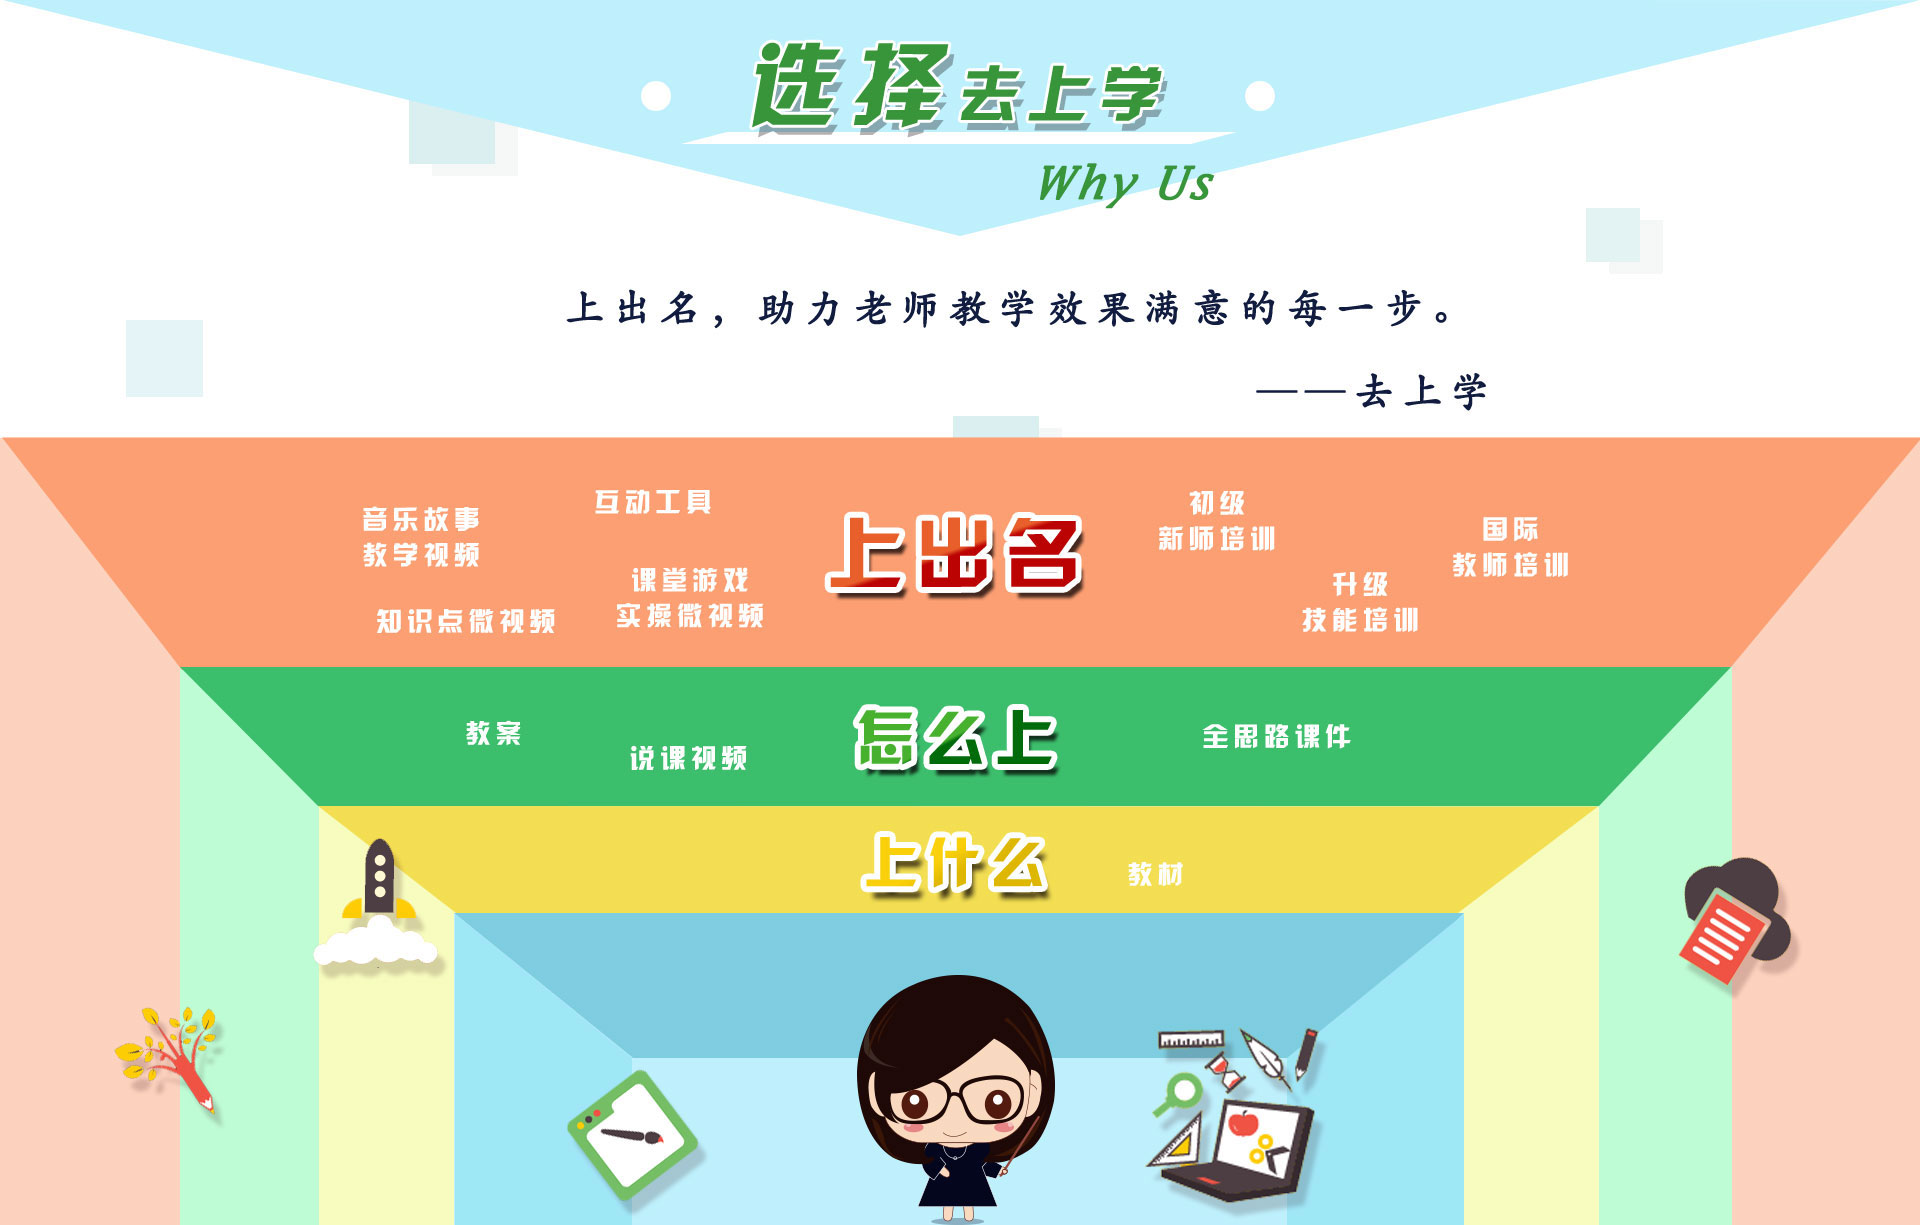 选择去上学
Why Us
上出名，助力老师教学效果满意的每一步。
——去上学
音乐故事
教学视频
互动工具
知识点微视频
课堂游戏
实操微视频
上出名
初级
新师培训
升级
技能培训
国际
教师培训
教案
说课视频
怎么上
全思路课件
上什么
教材